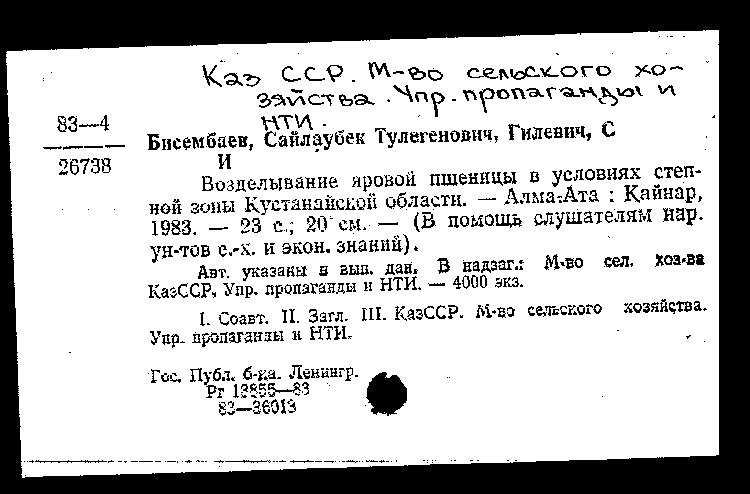 Каз ССР. М-во сельского хо-
зяйства. Упр. пропаганды и
НТИ.
83—4
26738
Бисембаев, Сайлаубек Тулегенович, Гилевич, С
И
Возделывание яровой пшеницы в условиях степ-
ной зоны Кустанайской области. — Алма-Ата : Кайнар,
1983. — 23 с.; 20 см. — (В помощь слушателям нар.
ун-тов с.-х. и экон. знаний).
Авт. указаны в вып. дан. В надзаг.: М-во сел. хоз-ва
КазССР, Упр. пропаганды и НТИ. — 4000 экз.
I. Соавт. II. Загл. III. КазССР. М-во сельского хозяйства.
Упр. пропаганды и НТИ.
Гос. Публ. б-ка. Ленингр.
Рг 13855—83
83—36013